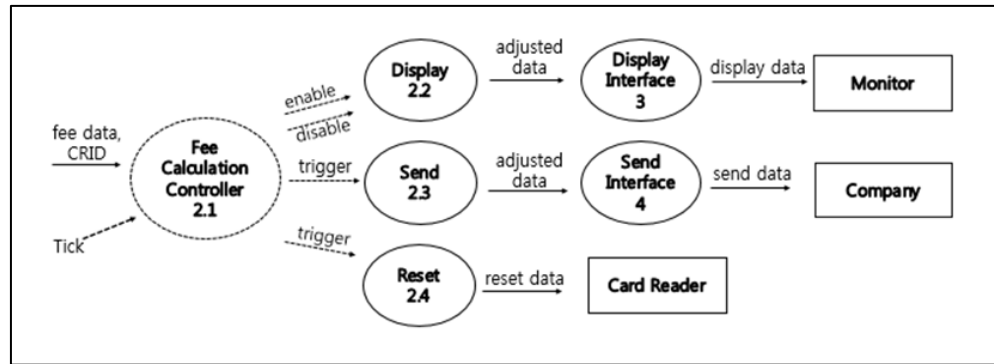 fee data,
CRID
Tick
Fee
Calculation
Controller
2.1
enable
disable
trigger
trigger
Display
2.2
adjusted
data
Display
Interface
3
display data
Monitor
Send
2.3
adjusted
data
Send
Interface
4
send data
Company
Reset
2.4
reset data
Card Reader